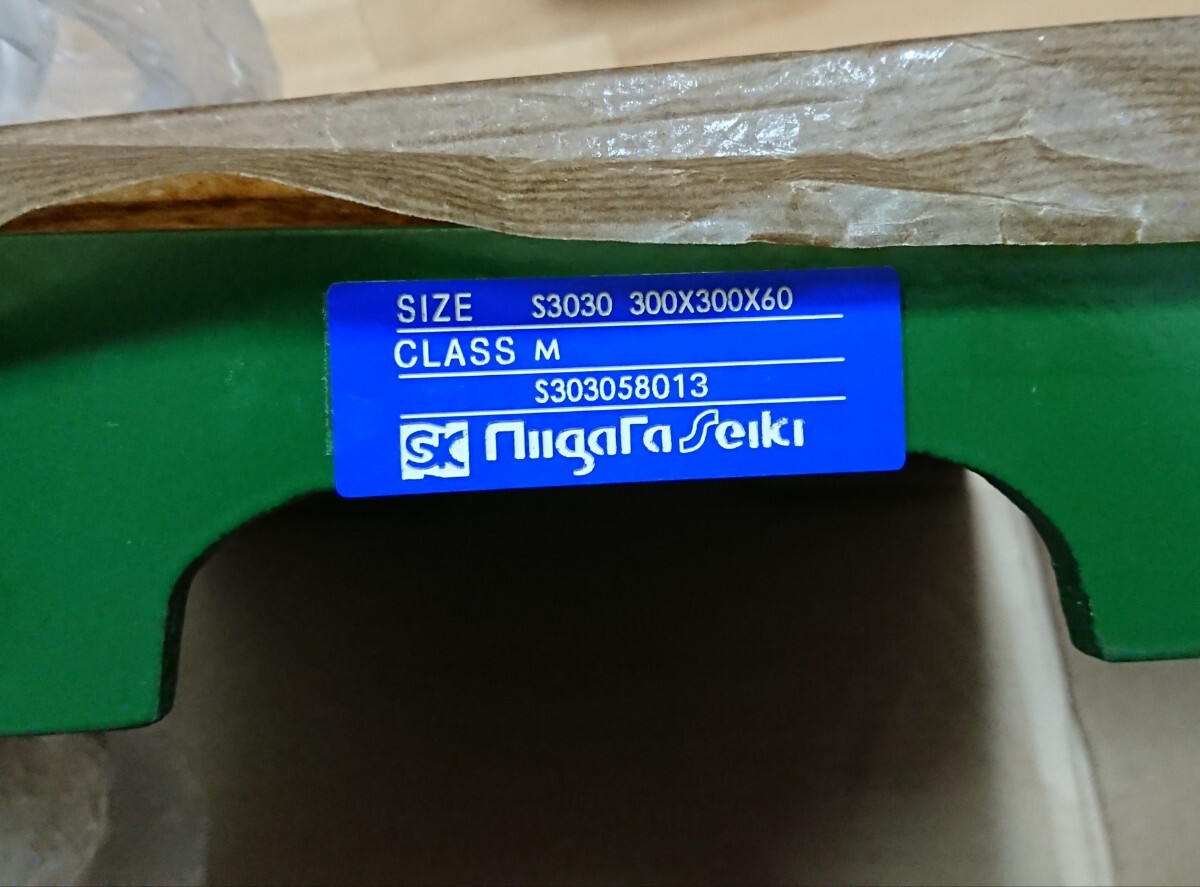 SIZE S3030 300X300X60
CLASS M
S303058013
SK Niigata Seiki